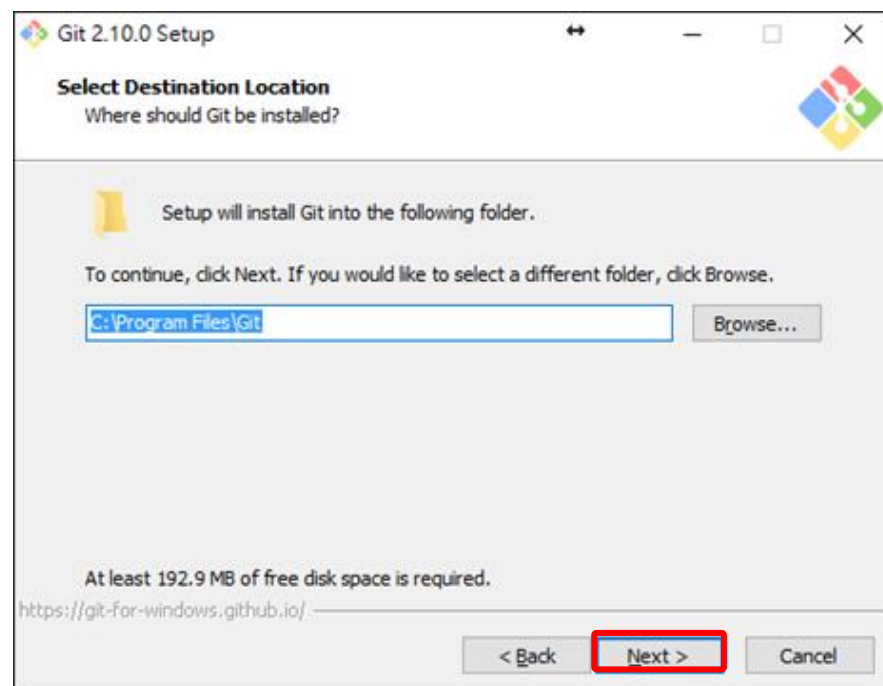 Git 2.10.0 Setup
Select Destination Location
Where should Git be installed?
Setup will install Git into the following folder.
To continue, click Next. If you would like to select a different folder, click Browse.
C:\Program Files\Git
Browse...
At least 192.9 MB of free disk space is required.
https://git-for-windows.github.io/
< Back
Next >
Cancel